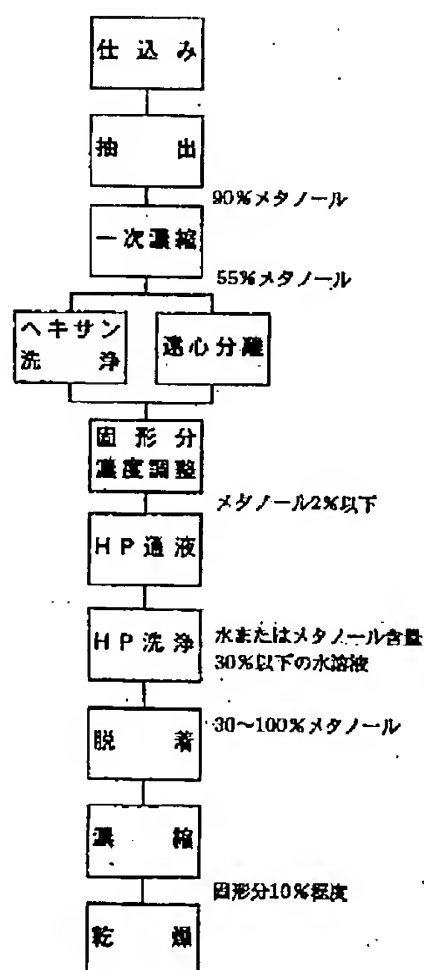 仕込み
抽出
90%メタノール
一次濃縮
55%メタノール
ヘキサン
洗浄
遠心分離
固形分
濃度調整
メタノール2%以下
HP通液
HP洗浄
水またはメタノール含量
30%以下の水溶液
脱着
30~100%メタノール
濃縮
固形分10%程度
乾燥